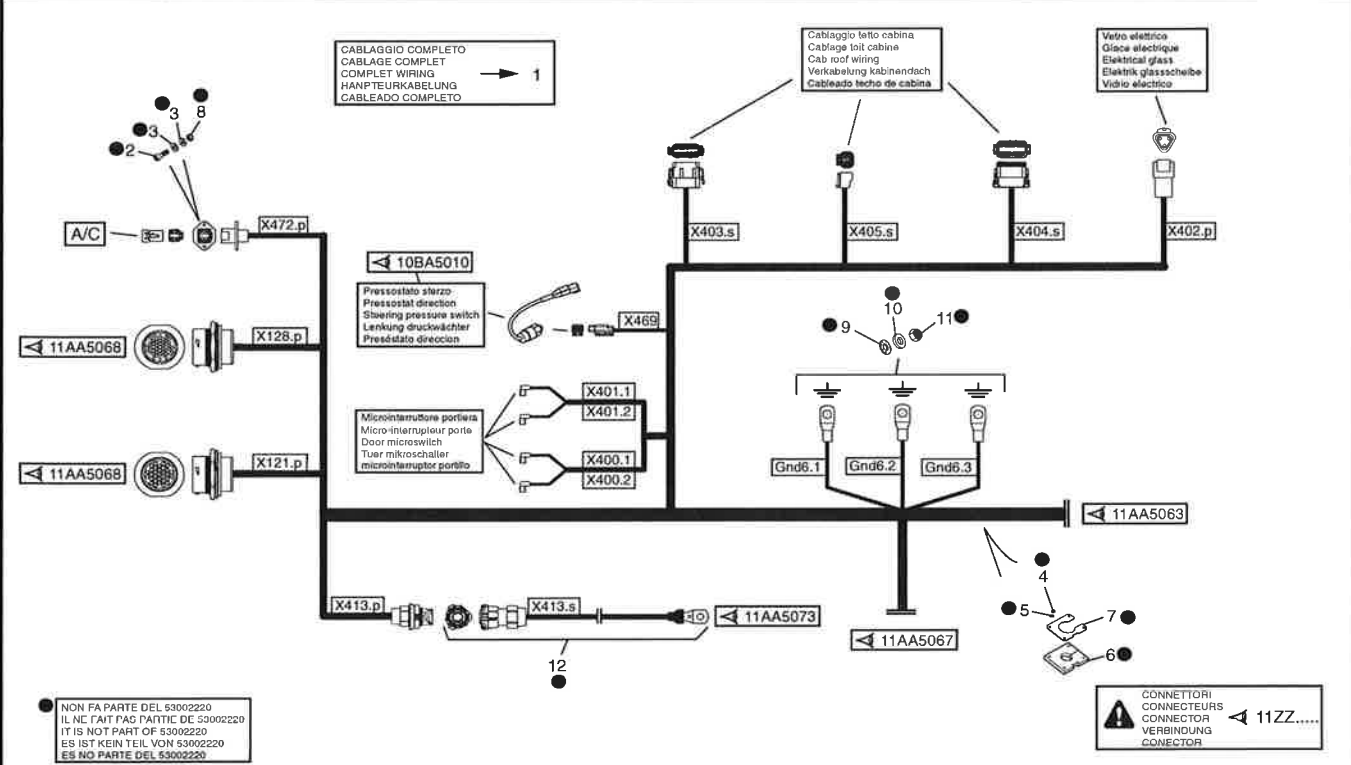 CABLAGGIO COMPLETO
CABLAGE COMPLET
COMPLET WIRING
HANPTEURKABELUNG
CABLEADO COMPLETO
1
Cablaggio tetto cabina
Cablage toit cabine
Cab roof wiring
Verkabelung kabinendach
Cableado techo de cabina
Vetro elettrico
Glace electrique
Elektrical glass
Elektrik glassscheibe
Vidrio electrico
8
3
3
2
A/C
X472.p
X403.s
X405.s
X404.s
X402.p
10BA5010
Pressostato sterzo
Pressostat direction
Steering pressure switch
Lenkung druckwächter
Preséstato direccion
X469
10
9
11
11AA5068
X128.p
Microinterruttore portiera
Micro-interrupteur porte
Door microswitch
Tuer mikroschalter
microinterruptor portillo
X401.1
X401.2
X400.1
X400.2
11AA5068
X121.p
Gnd6.1
Gnd6.2
Gnd6.3
11AA5063
4
5
7
6
X413.p
X413.s
11AA5073
12
11AA5067
NON FA PARTE DEL 53002220
IL NE FAIT PAS PARTIE DE 53002220
IT IS NOT PART OF 53002220
ES IST KEIN TEIL VON 53002220
ES NO PARTE DEL 53002220
CONNETTORI
CONNECTEURS
CONNECTOR
VERBINDUNG
CONECTOR
11ZZ.....